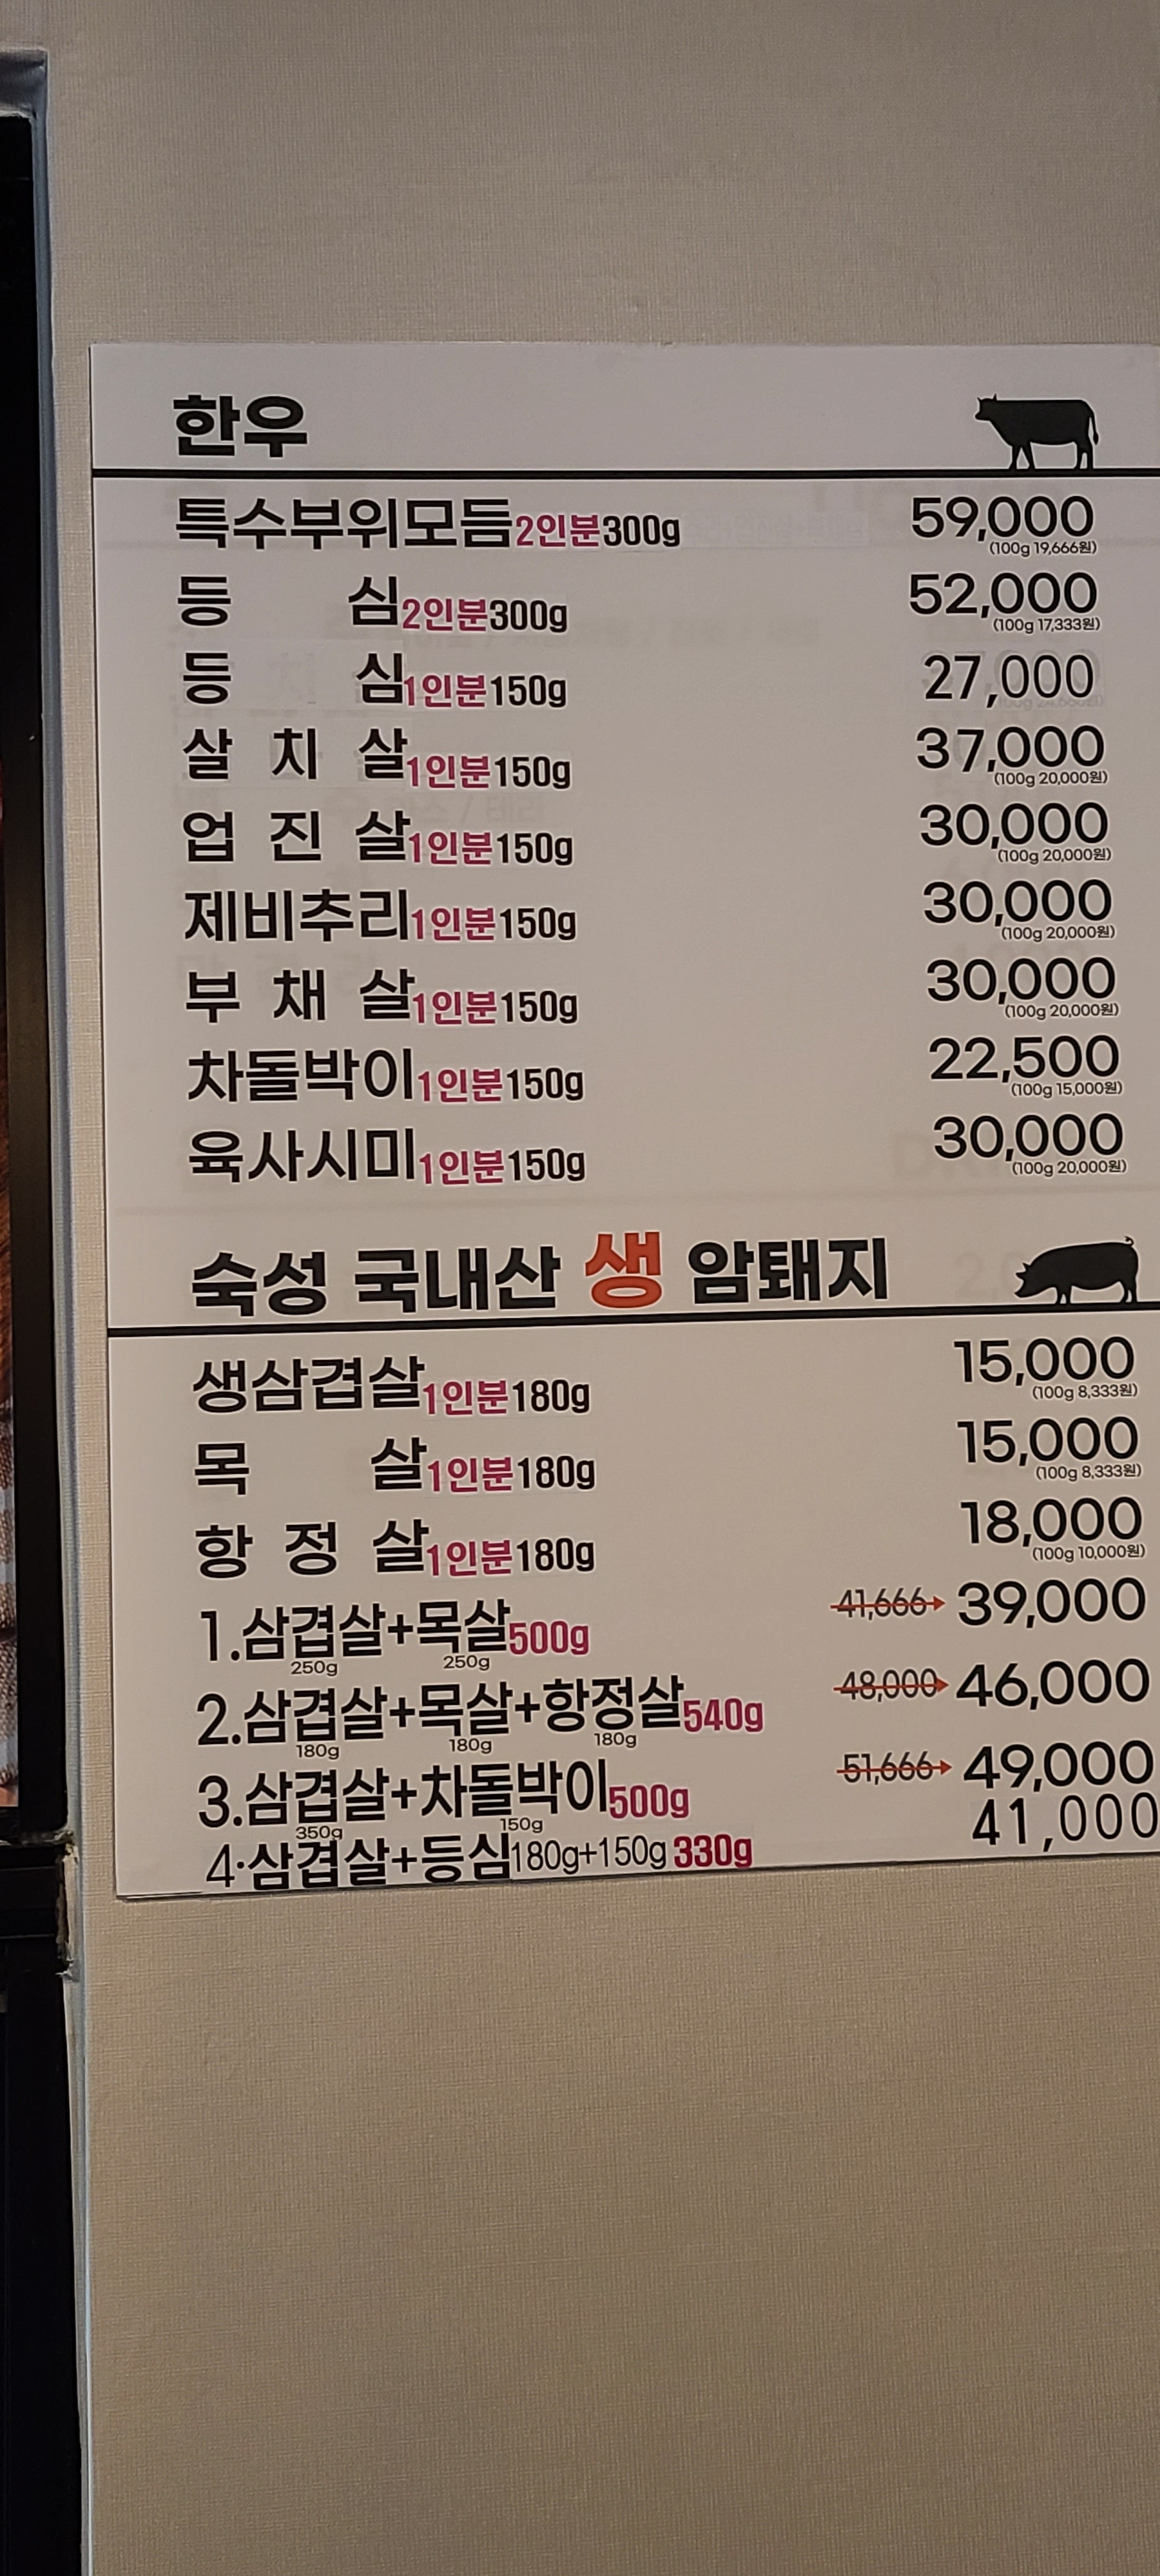 한우
특수부위모듬2인분300g 59,000
(100g 19,666원)
등 심2인분300g 52,000
(100g 17,333원)
등 심1인분150g 27,000
살 치 살1인분150g 37,000
(100g 20,000원)
업 진 살1인분150g 30,000
(100g 20,000원)
제비추리1인분150g 30,000
(100g 20,000원)
부 채 살1인분150g 30,000
(100g 20,000원)
차돌박이1인분150g 22,500
(100g 15,000원)
육사시미1인분150g 30,000
(100g 20,000원)
숙성 국내산 생 암퇘지
생삼겹살1인분180g 15,000
(100g 8,333원)
목 살1인분180g 15,000
(100g 8,333원)
항 정 살1인분180g 18,000
(100g 10,000원)
1.삼겹살+목살500g 41,666 39,000
250g 250g
2.삼겹살+목살+항정살540g 48,000 46,000
180g 180g 180g
3.삼겹살+차돌박이500g 51,666 49,000
350g 150g
4·삼겹살+등심180g+150g 330g 41,000